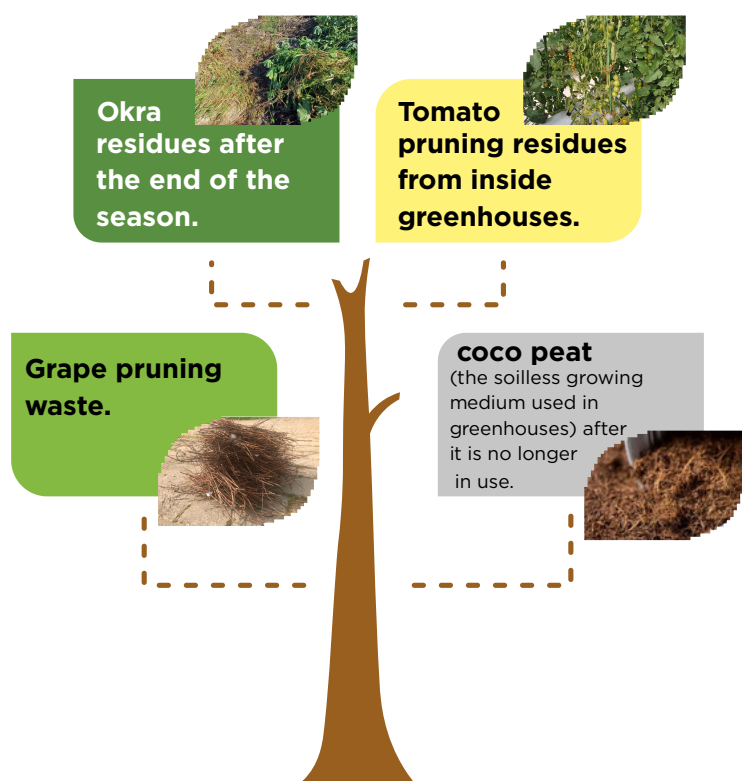 Okra
residues after
the end of the
season.
Tomato
pruning residues
from inside
greenhouses.
Grape pruning
waste.
coco peat
(the soilless growing
medium used in
greenhouses) after
it is no longer
in use.